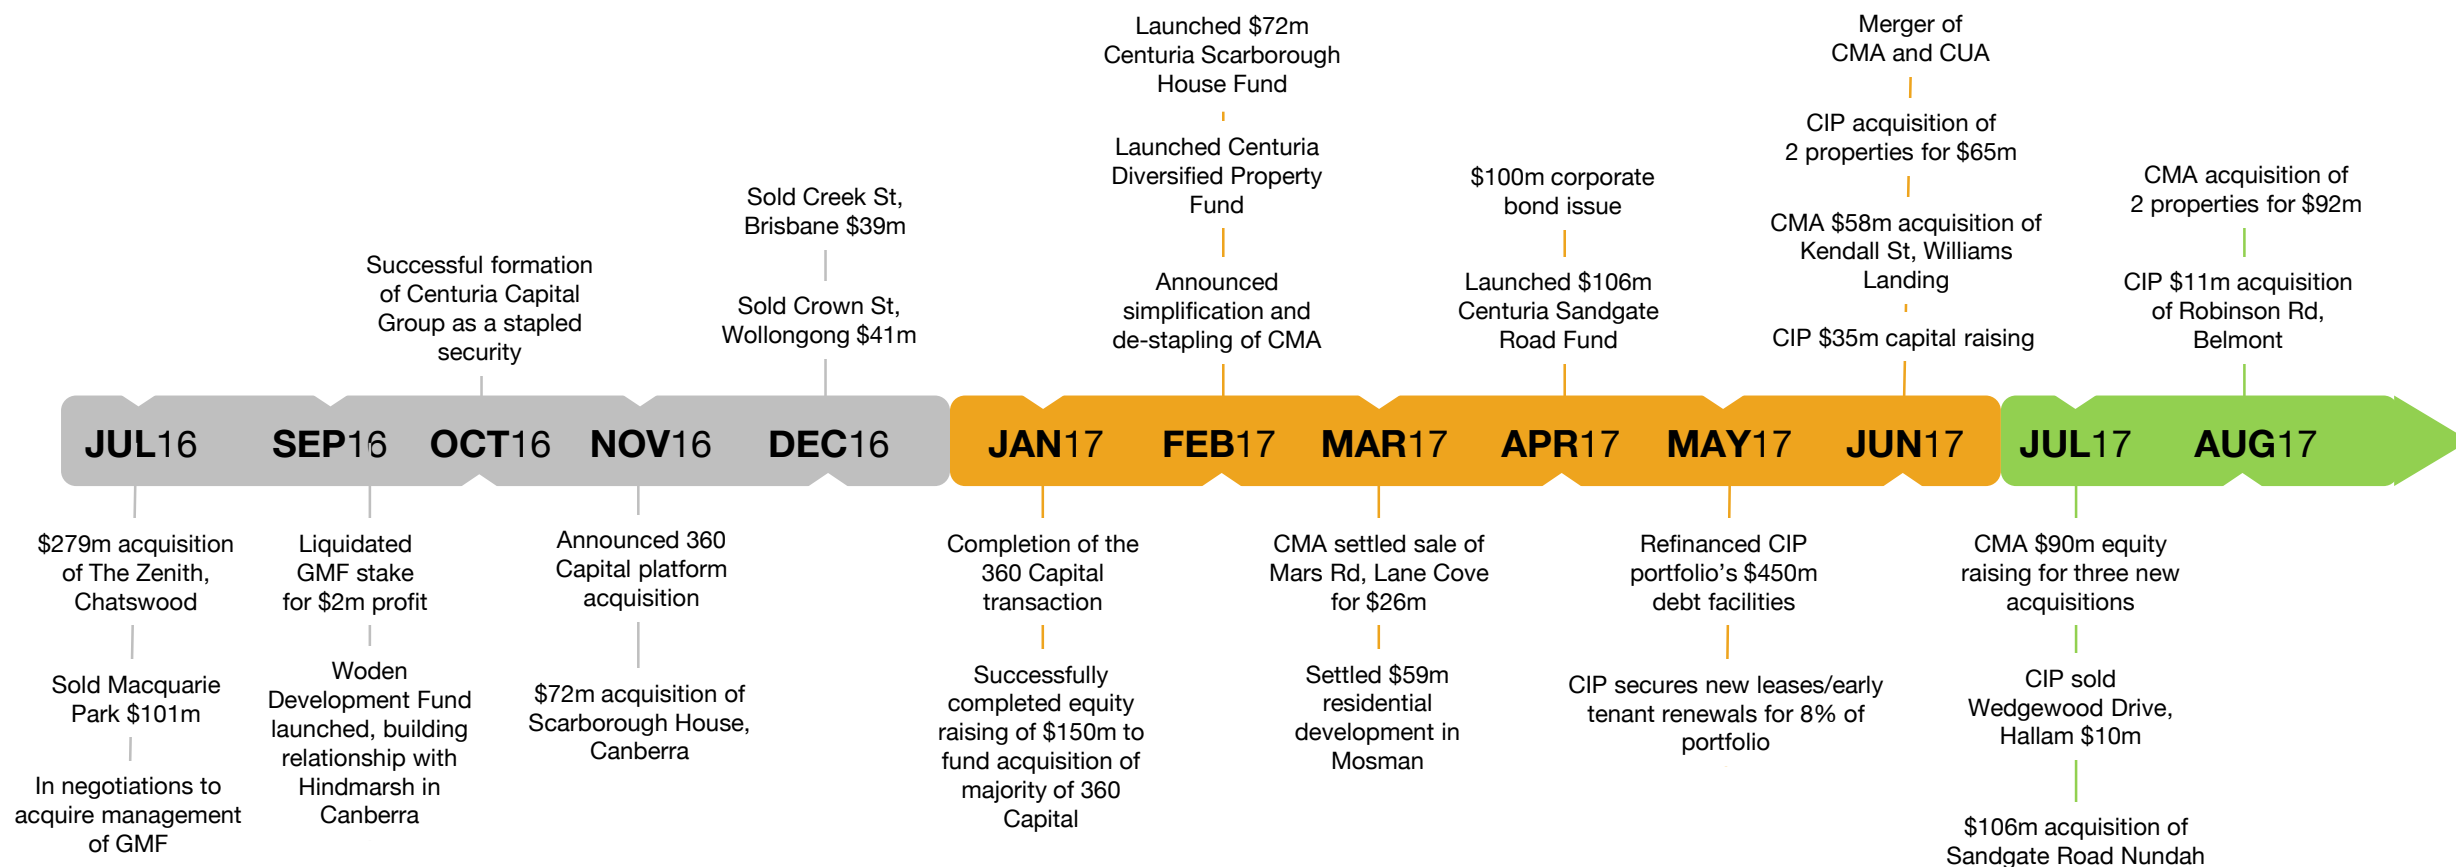 Launched $72m
Centuria Scarborough
House Fund
Launched Centuria
Diversified Property
Fund
Announced
simplification and
de-stapling of CMA
Merger of
CMA and CUA
CIP acquisition of
2 properties for $65m
CMA $58m acquisition of
Kendall St, Williams
Landing
CIP $35m capital raising
Successful formation
of Centuria Capital
Group as a stapled
security
Sold Creek St,
Brisbane $39m
Sold Crown St,
Wollongong $41m
$100m corporate
bond issue
Launched $106m
Centuria Sandgate
Road Fund
CMA acquisition of
2 properties for $92m
CIP $11m acquisition
of Robinson Rd,
Belmont
JUL16 SEP16 OCT16 NOV16 DEC16 JAN17 FEB17 MAR17 APR17 MAY17 JUN17 JUL17 AUG17
$279m acquisition
of The Zenith,
Chatswood
Sold Macquarie
Park $101m
In negotiations to
acquire management
of GMF
Liquidated
GMF stake
for $2m profit
Woden
Development Fund
launched, building
relationship with
Hindmarsh in
Canberra
Announced 360
Capital platform
acquisition
$72m acquisition of
Scarborough House,
Canberra
Completion of the
360 Capital
transaction
Successfully
completed equity
raising of $150m to
fund acquisition of
majority of 360
Capital
CMA settled sale of
Mars Rd, Lane Cove
for $26m
Settled $59m
residential
development in
Mosman
Refinanced CIP
portfolio’s $450m
debt facilities
CIP secures new leases/early
tenant renewals for 8% of
portfolio
CMA $90m equity
raising for three new
acquisitions
CIP sold
Wedgewood Drive,
Hallam $10m
$106m acquisition of
Sandgate Road Nundah